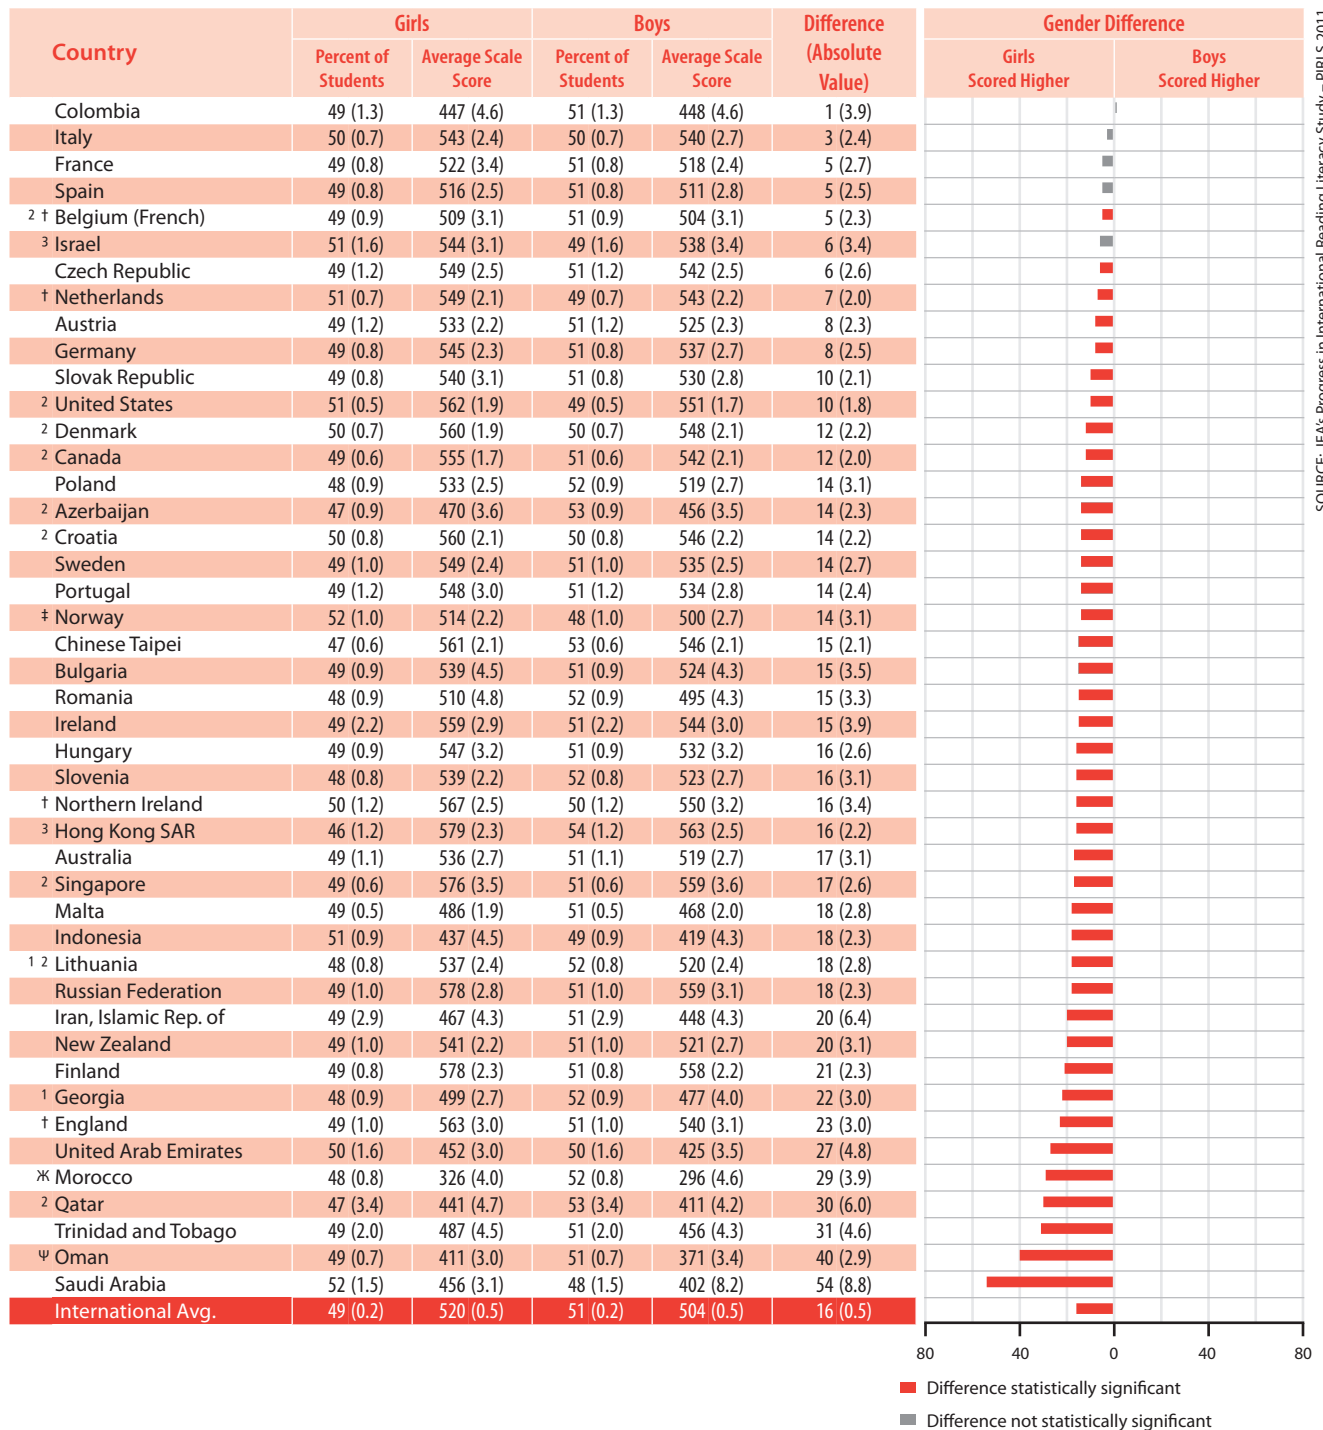 Country Girls Boys Difference (Absolute Value) Gender Difference
Percent of Students Average Scale Score Percent of Students Average Scale Score Girls Scored Higher Boys Scored Higher
Colombia 49 (1.3) 447 (4.6) 51 (1.3) 448 (4.6) 1 (3.9)
Italy 50 (0.7) 543 (2.4) 50 (0.7) 540 (2.7) 3 (2.4)
France 49 (0.8) 522 (3.4) 51 (0.8) 518 (2.4) 5 (2.7)
Spain 49 (0.8) 516 (2.5) 51 (0.8) 511 (2.8) 5 (2.5)
2 † Belgium (French) 49 (0.9) 509 (3.1) 51 (0.9) 504 (3.1) 5 (2.3)
3 Israel 51 (1.6) 544 (3.1) 49 (1.6) 538 (3.4) 6 (3.4)
Czech Republic 49 (1.2) 549 (2.5) 51 (1.2) 542 (2.5) 6 (2.6)
† Netherlands 51 (0.7) 549 (2.1) 49 (0.7) 543 (2.2) 7 (2.0)
Austria 49 (1.2) 533 (2.2) 51 (1.2) 525 (2.3) 8 (2.3)
Germany 49 (0.8) 545 (2.3) 51 (0.8) 537 (2.7) 8 (2.5)
Slovak Republic 49 (0.8) 540 (3.1) 51 (0.8) 530 (2.8) 10 (2.1)
2 United States 51 (0.5) 562 (1.9) 49 (0.5) 551 (1.7) 10 (1.8)
2 Denmark 50 (0.7) 560 (1.9) 50 (0.7) 548 (2.1) 12 (2.2)
2 Canada 49 (0.6) 555 (1.7) 51 (0.6) 542 (2.1) 12 (2.0)
Poland 48 (0.9) 533 (2.5) 52 (0.9) 519 (2.7) 14 (3.1)
2 Azerbaijan 47 (0.9) 470 (3.6) 53 (0.9) 456 (3.5) 14 (2.3)
2 Croatia 50 (0.8) 560 (2.1) 50 (0.8) 546 (2.2) 14 (2.2)
Sweden 49 (1.0) 549 (2.4) 51 (1.0) 535 (2.5) 14 (2.7)
Portugal 49 (1.2) 548 (3.0) 51 (1.2) 534 (2.8) 14 (2.4)
‡ Norway 52 (1.0) 514 (2.2) 48 (1.0) 500 (2.7) 14 (3.1)
Chinese Taipei 47 (0.6) 561 (2.1) 53 (0.6) 546 (2.1) 15 (2.1)
Bulgaria 49 (0.9) 539 (4.5) 51 (0.9) 524 (4.3) 15 (3.5)
Romania 48 (0.9) 510 (4.8) 52 (0.9) 495 (4.3) 15 (3.3)
Ireland 49 (2.2) 559 (2.9) 51 (2.2) 544 (3.0) 15 (3.9)
Hungary 49 (0.9) 547 (3.2) 51 (0.9) 532 (3.2) 16 (2.6)
Slovenia 48 (0.8) 539 (2.2) 52 (0.8) 523 (2.7) 16 (3.1)
† Northern Ireland 50 (1.2) 567 (2.5) 50 (1.2) 550 (3.2) 16 (3.4)
3 Hong Kong SAR 46 (1.2) 579 (2.3) 54 (1.2) 563 (2.5) 16 (2.2)
Australia 49 (1.1) 536 (2.7) 51 (1.1) 519 (2.7) 17 (3.1)
2 Singapore 49 (0.6) 576 (3.5) 51 (0.6) 559 (3.6) 17 (2.6)
Malta 49 (0.5) 486 (1.9) 51 (0.5) 468 (2.0) 18 (2.8)
Indonesia 51 (0.9) 437 (4.5) 49 (0.9) 419 (4.3) 18 (2.3)
1 2 Lithuania 48 (0.8) 537 (2.4) 52 (0.8) 520 (2.4) 18 (2.8)
Russian Federation 49 (1.0) 578 (2.8) 51 (1.0) 559 (3.1) 18 (2.3)
Iran, Islamic Rep. of 49 (2.9) 467 (4.3) 51 (2.9) 448 (4.3) 20 (6.4)
New Zealand 49 (1.0) 541 (2.2) 51 (1.0) 521 (2.7) 20 (3.1)
Finland 49 (0.8) 578 (2.3) 51 (0.8) 558 (2.2) 21 (2.3)
1 Georgia 48 (0.9) 499 (2.7) 52 (0.9) 477 (4.0) 22 (3.0)
† England 49 (1.0) 563 (3.0) 51 (1.0) 540 (3.1) 23 (3.0)
United Arab Emirates 50 (1.6) 452 (3.0) 50 (1.6) 425 (3.5) 27 (4.8)
Ж Morocco 48 (0.8) 326 (4.0) 52 (0.8) 296 (4.6) 29 (3.9)
2 Qatar 47 (3.4) 441 (4.7) 53 (3.4) 411 (4.2) 30 (6.0)
Trinidad and Tobago 49 (2.0) 487 (4.5) 51 (2.0) 456 (4.3) 31 (4.6)
Ψ Oman 49 (0.7) 411 (3.0) 51 (0.7) 371 (3.4) 40 (2.9)
Saudi Arabia 52 (1.5) 456 (3.1) 48 (1.5) 402 (8.2) 54 (8.8)
International Avg. 49 (0.2) 520 (0.5) 51 (0.2) 504 (0.5) 16 (0.5)
80 40 0 40 80
Difference statistically significant
Difference not statistically significant
SOURCE: IEA's Progress in International Reading Literacy Study – PIRLS 2011